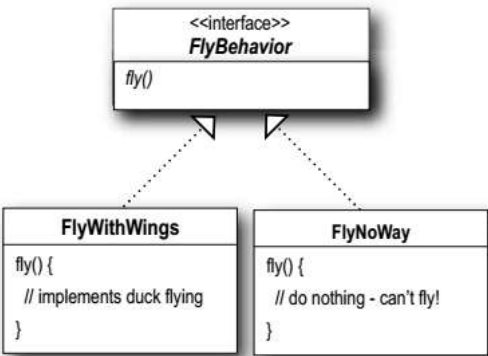 <<interface>>
FlyBehavior
fly()
FlyWithWings
fly() {
// implements duck flying
}
FlyNoWay
fly() {
// do nothing - can't fly!
}